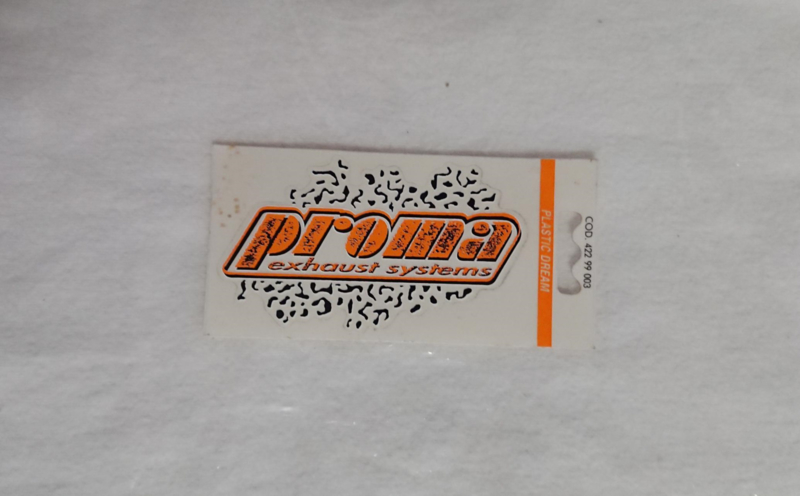 proma
exhaust systems
PLASTIC DREAM
COD. 422 99 003